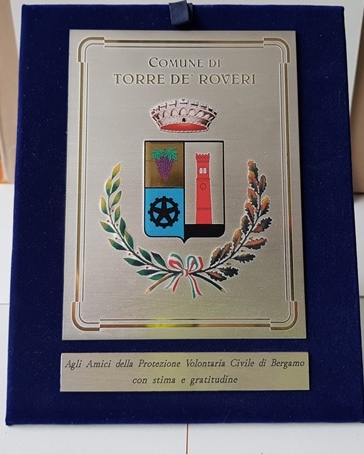 COMUNE DI
TORRE DE' ROVERI
Agli Amici della Protezione Volontaria Civile di Bergamo
con stima e gratitudine